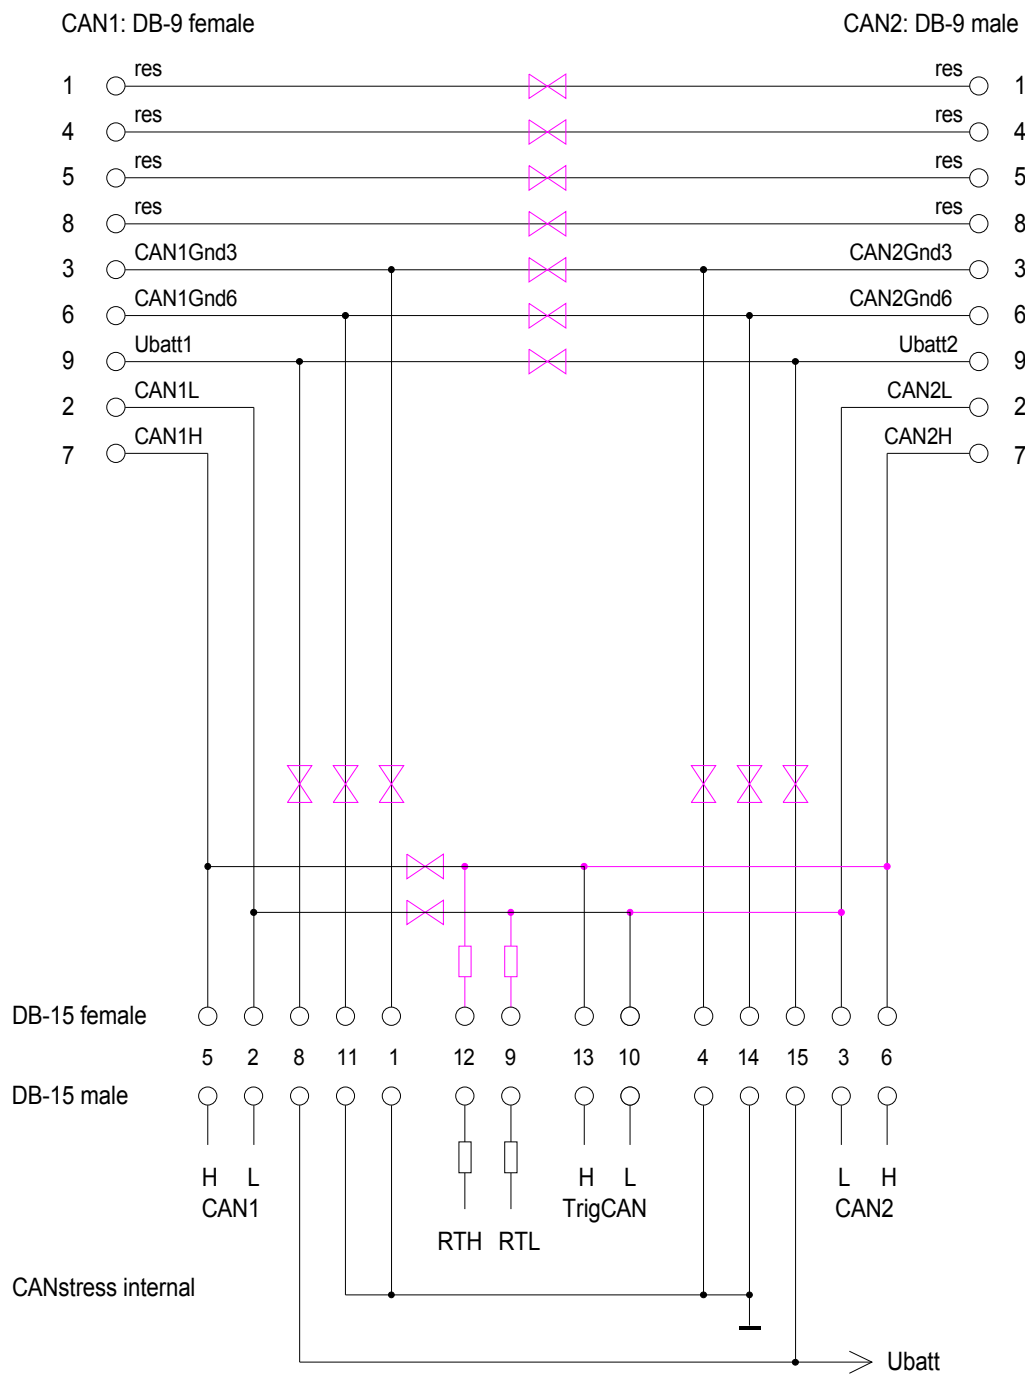 CAN1: DB-9 female CAN2: DB-9 male
1 res res 1
4 res res 4
5 res res 5
8 res res 8
3 CAN1Gnd3 CAN2Gnd3 3
6 CAN1Gnd6 CAN2Gnd6 6
9 Ubatt1 Ubatt2 9
2 CAN1L CAN2L 2
7 CAN1H CAN2H 7
DB-15 female
5 2 8 11 1 12 9 13 10 4 14 15 3 6
DB-15 male
H L H L L H
CAN1 TrigCAN CAN2
RTH RTL
CANstress internal
Ubatt